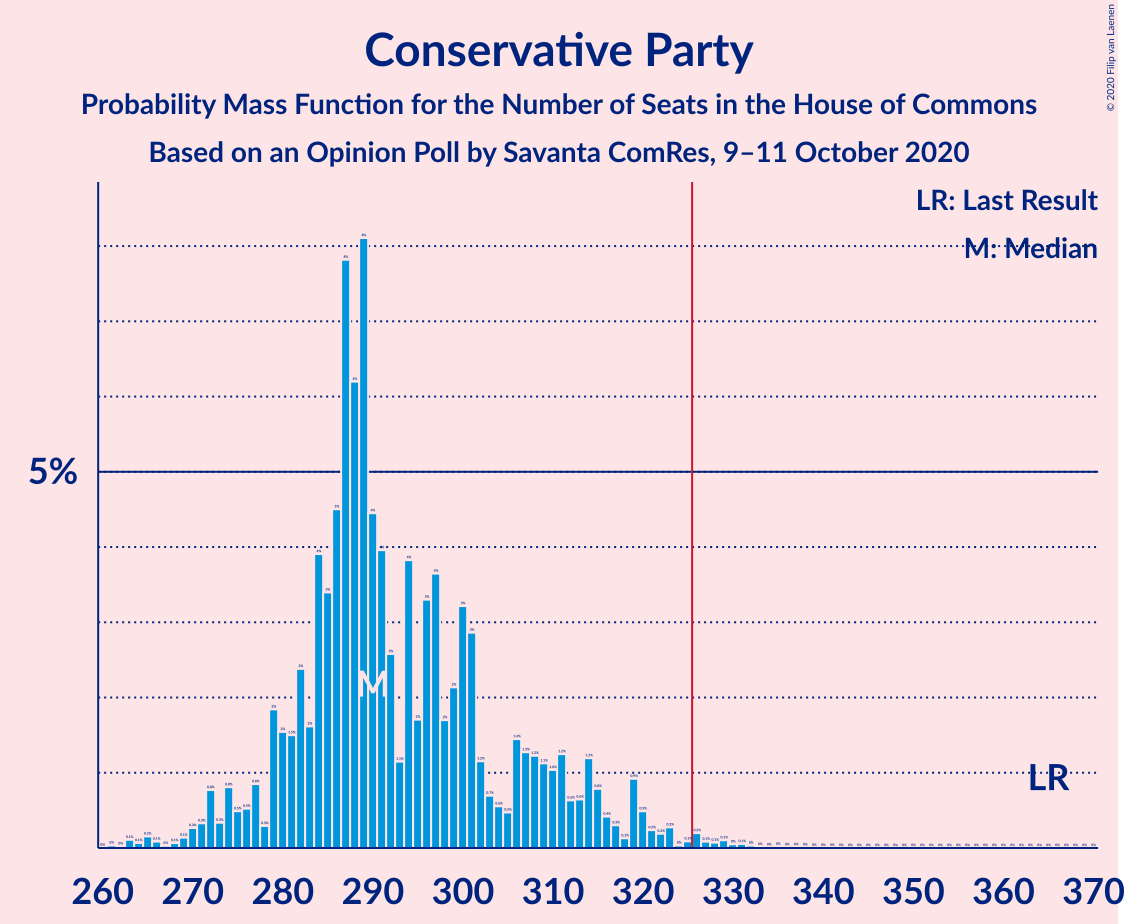 Conservative Party
Probability Mass Function for the Number of Seats in the House of Commons
Based on an Opinion Poll by Savanta ComRes, 9–11 October 2020
© 2020 Filip van Laenen
LR: Last Result
M: Median
5%
M
LR
260 270 280 290 300 310 320 330 340 350 360 370